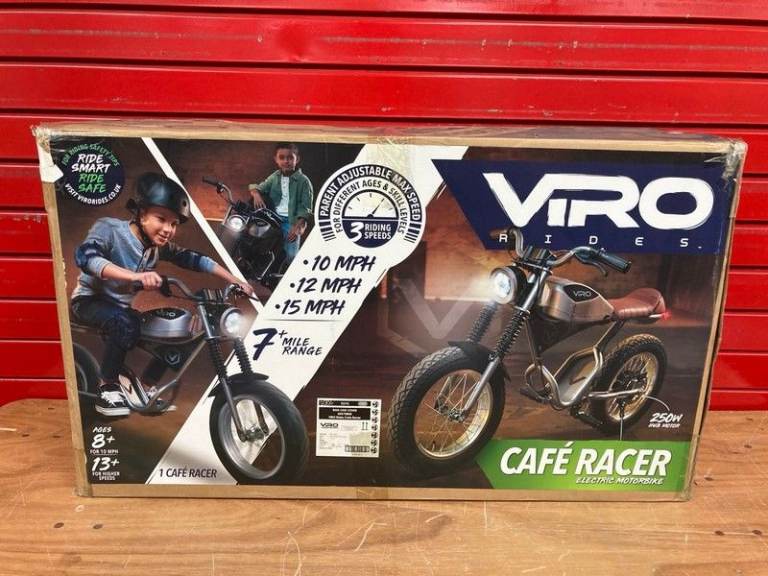 FOR RIDING SAFETY TIPS
RIDE
SMART
RIDE
SAFE
VISIT VIRORIDES.CO.UK
PARENT ADJUSTABLE MAX SPEED
FOR DIFFERENT AGES & SKILL LEVELS
3 RIDING
SPEEDS
• 10 MPH
• 12 MPH
• 15 MPH
7+ MILE
RANGE
VIRO
RIDES
VIRO
AGES
8+
FOR 10 MPH
13+
FOR HIGHER
SPEEDS
1 CAFÉ RACER
VIRO
250W
HUB MOTOR
CAFÉ RACER
ELECTRIC MOTORBIKE